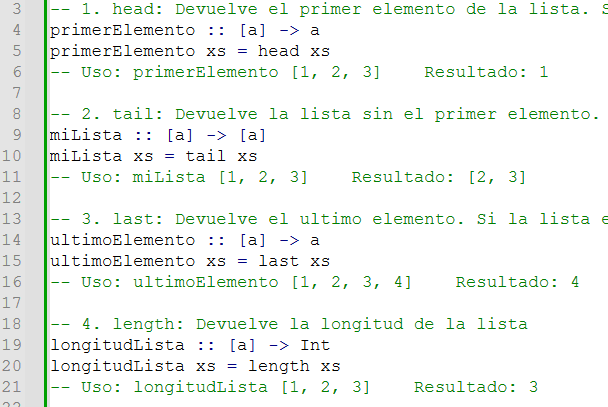 3 -- 1. head: Devuelve el primer elemento de la lista. S
4 primerElemento :: [a] -> a
5 primerElemento xs = head xs
6 -- Uso: primerElemento [1, 2, 3]    Resultado: 1
7
8 -- 2. tail: Devuelve la lista sin el primer elemento.
9 miLista :: [a] -> [a]
10 miLista xs = tail xs
11 -- Uso: miLista [1, 2, 3]    Resultado: [2, 3]
12
13 -- 3. last: Devuelve el ultimo elemento. Si la lista e
14 ultimoElemento :: [a] -> a
15 ultimoElemento xs = last xs
16 -- Uso: ultimoElemento [1, 2, 3, 4]    Resultado: 4
17
18 -- 4. length: Devuelve la longitud de la lista
19 longitudLista :: [a] -> Int
20 longitudLista xs = length xs
21 -- Uso: longitudLista [1, 2, 3]    Resultado: 3